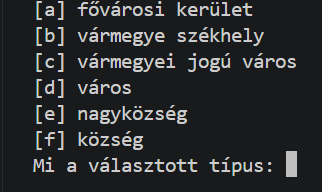 [a] fővárosi kerület
[b] vármegye székhely
[c] vármegyei jogú város
[d] város
[e] nagyközség
[f] község
Mi a választott típus: